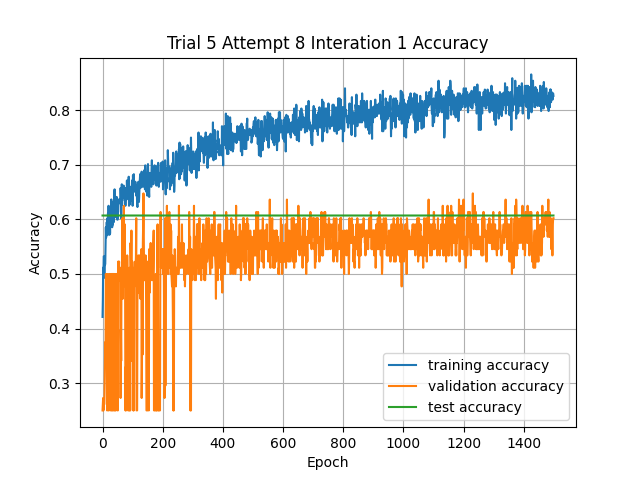 Trial 5 Attempt 8 Interation 1 Accuracy
0.8
0.7
0.6
0.5
0.4
0.3
Accuracy
training accuracy
validation accuracy
test accuracy
0 200 400 600 800 1000 1200 1400
Epoch